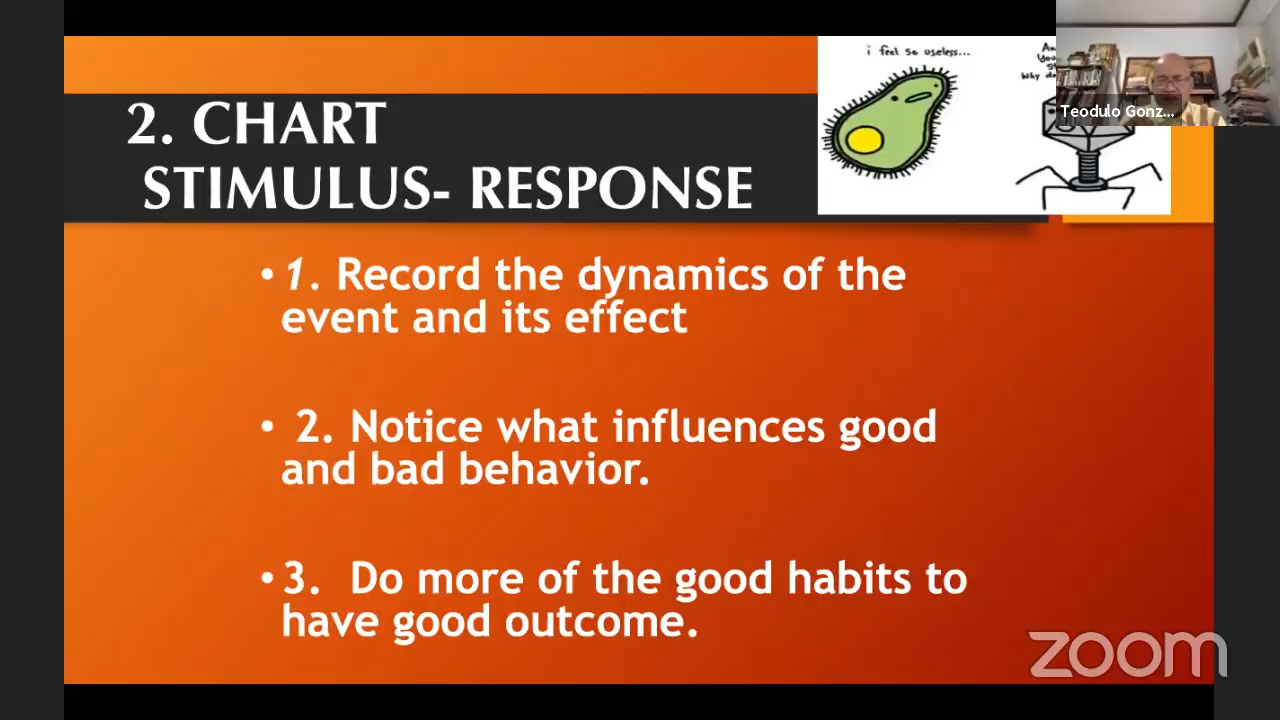 i feel so useless...
Teodulo Gonz...
2. CHART
STIMULUS- RESPONSE
• 1. Record the dynamics of the
event and its effect
• 2. Notice what influences good
and bad behavior.
• 3. Do more of the good habits to
have good outcome.
zoom